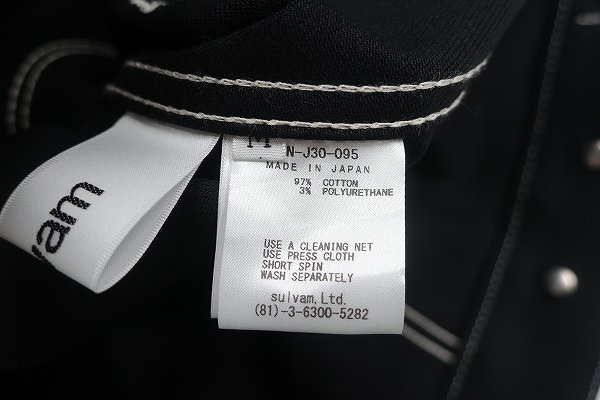 M
N-J30-095
MADE IN JAPAN
97% COTTON
3% POLYURETHANE
USE A CLEANING NET
USE PRESS CLOTH
SHORT SPIN
WASH SEPARATELY
sulvam, Ltd.
(81)-3-6300-5282